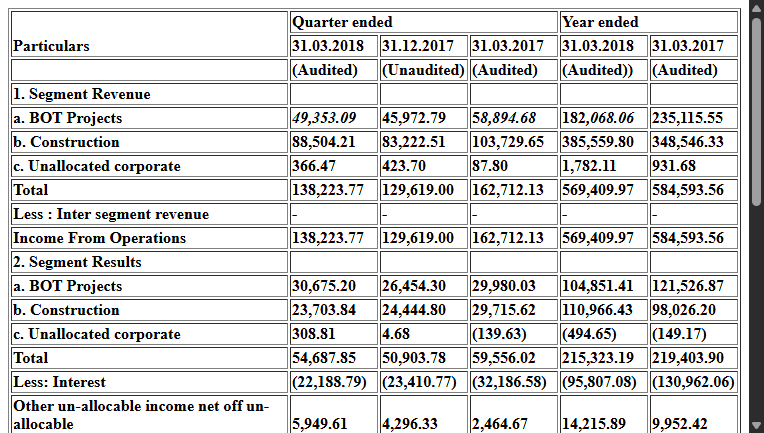 Quarter ended Year ended
Particulars 31.03.2018 31.12.2017 31.03.2017 31.03.2018 31.03.2017
(Audited) (Unaudited) (Audited) (Audited)) (Audited)
1. Segment Revenue
a. BOT Projects 49,353.09 45,972.79 58,894.68 182,068.06 235,115.55
b. Construction 88,504.21 83,222.51 103,729.65 385,559.80 348,546.33
c. Unallocated corporate 366.47 423.70 87.80 1,782.11 931.68
Total 138,223.77 129,619.00 162,712.13 569,409.97 584,593.56
Less : Inter segment revenue - - - - -
Income From Operations 138,223.77 129,619.00 162,712.13 569,409.97 584,593.56
2. Segment Results
a. BOT Projects 30,675.20 26,454.30 29,980.03 104,851.41 121,526.87
b. Construction 23,703.84 24,444.80 29,715.62 110,966.43 98,026.20
c. Unallocated corporate 308.81 4.68 (139.63) (494.65) (149.17)
Total 54,687.85 50,903.78 59,556.02 215,323.19 219,403.90
Less: Interest (22,188.79) (23,410.77) (32,186.58) (95,807.08) (130,962.06)
Other un-allocable income net off un-
allocable 5,949.61 4,296.33 2,464.67 14,215.89 9,952.42